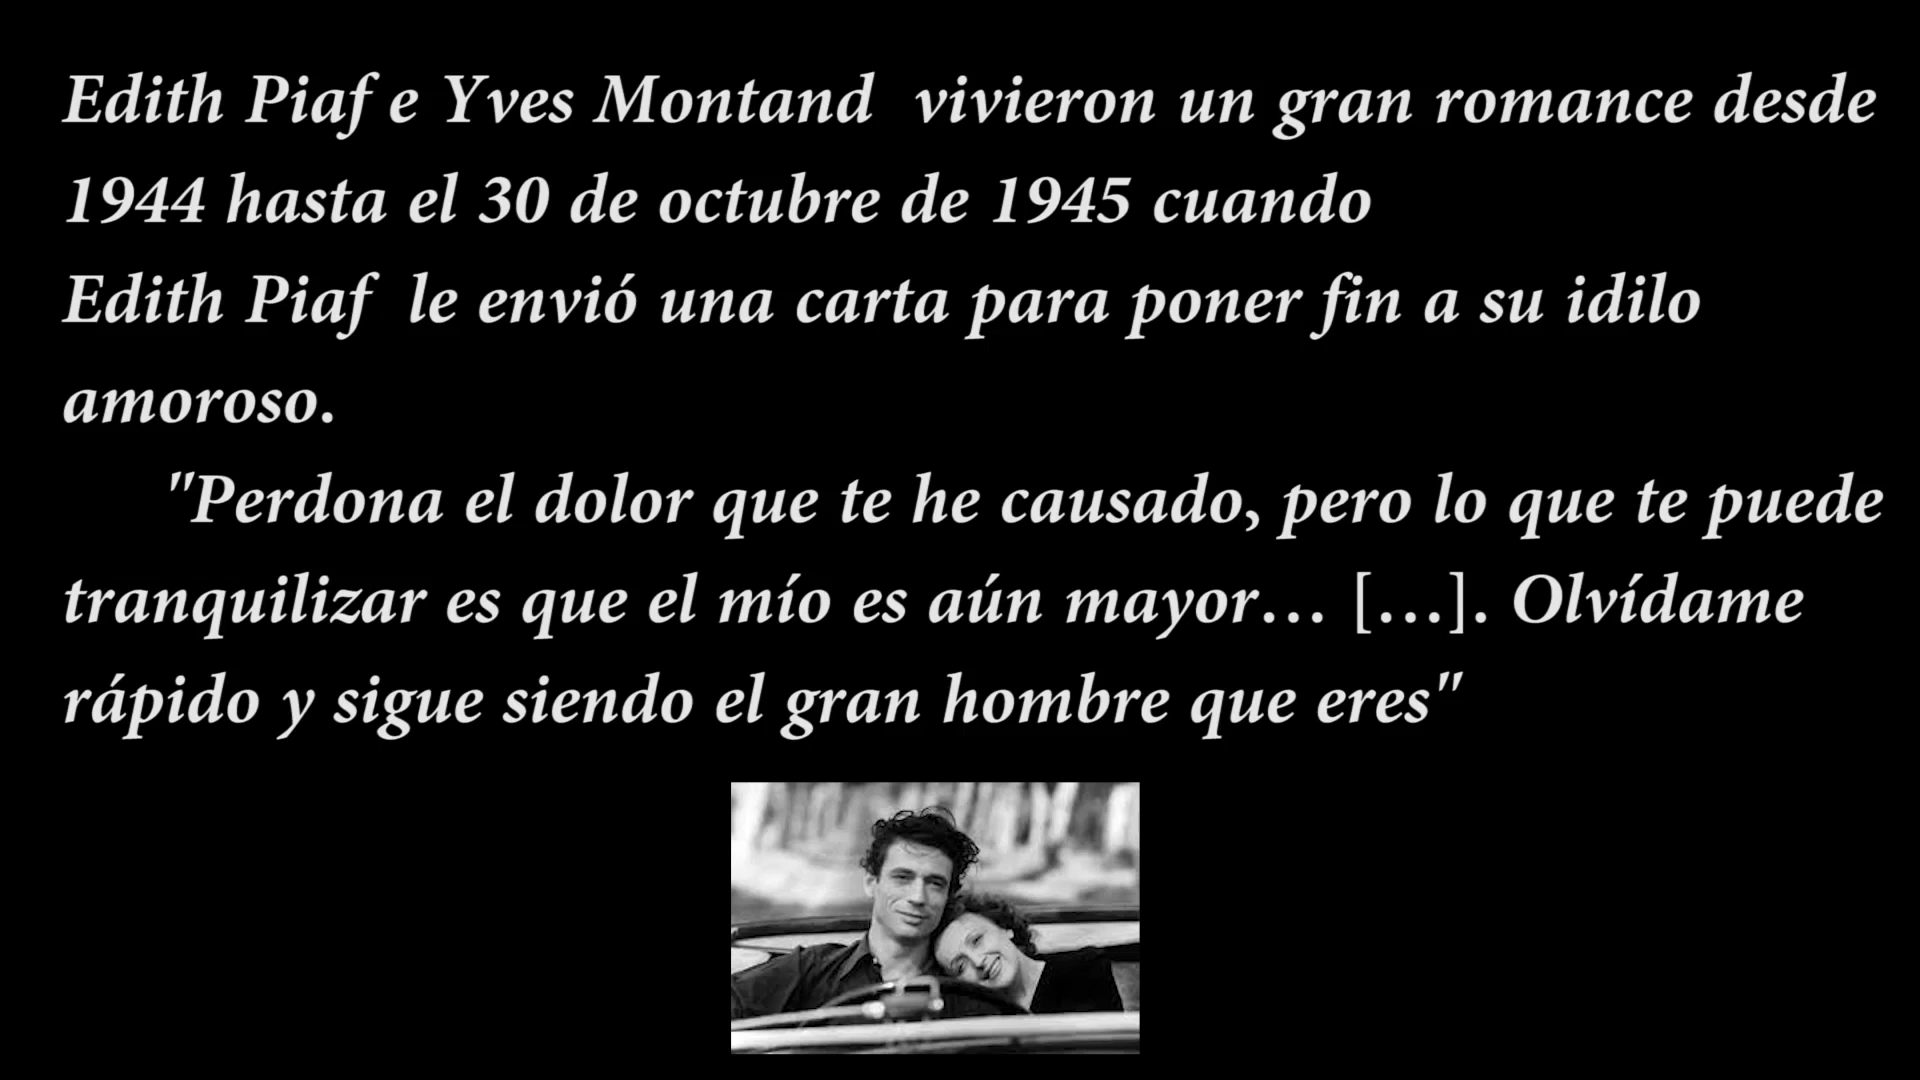 Edith Piaf e Yves Montand vivieron un gran romance desde
1944 hasta el 30 de octubre de 1945 cuando
Edith Piaf le envió una carta para poner fin a su idilo
amoroso.
"Perdona el dolor que te he causado, pero lo que te puede
tranquilizar es que el mío es aún mayor… […]. Olvídame
rápido y sigue siendo el gran hombre que eres"